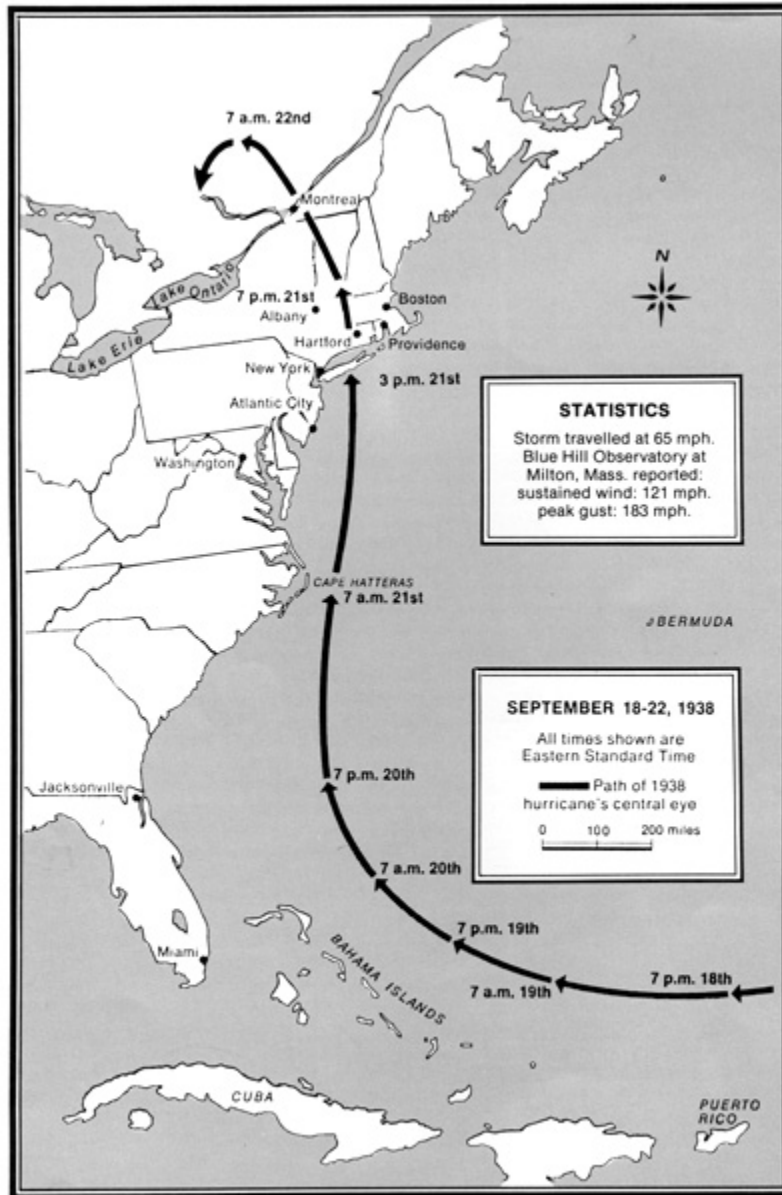 7 a.m. 22nd
Montreal
Lake Ontario
7 p.m. 21st
Albany
Boston
Hartford
Providence
Lake Erie
New York
3 p.m. 21st
Atlantic City
Washington
N
STATISTICS
Storm travelled at 65 mph.
Blue Hill Observatory at
Milton, Mass. reported:
sustained wind: 121 mph.
peak gust: 183 mph.
CAPE HATTERAS
7 a.m. 21st
BERMUDA
SEPTEMBER 18-22, 1938
All times shown are
Eastern Standard Time
Path of 1938
hurricane's central eye
0 100 200 miles
7 p.m. 20th
Jacksonville
7 a.m. 20th
7 p.m. 19th
Miami
BAHAMA ISLANDS
7 a.m. 19th
7 p.m. 18th
CUBA
PUERTO
RICO